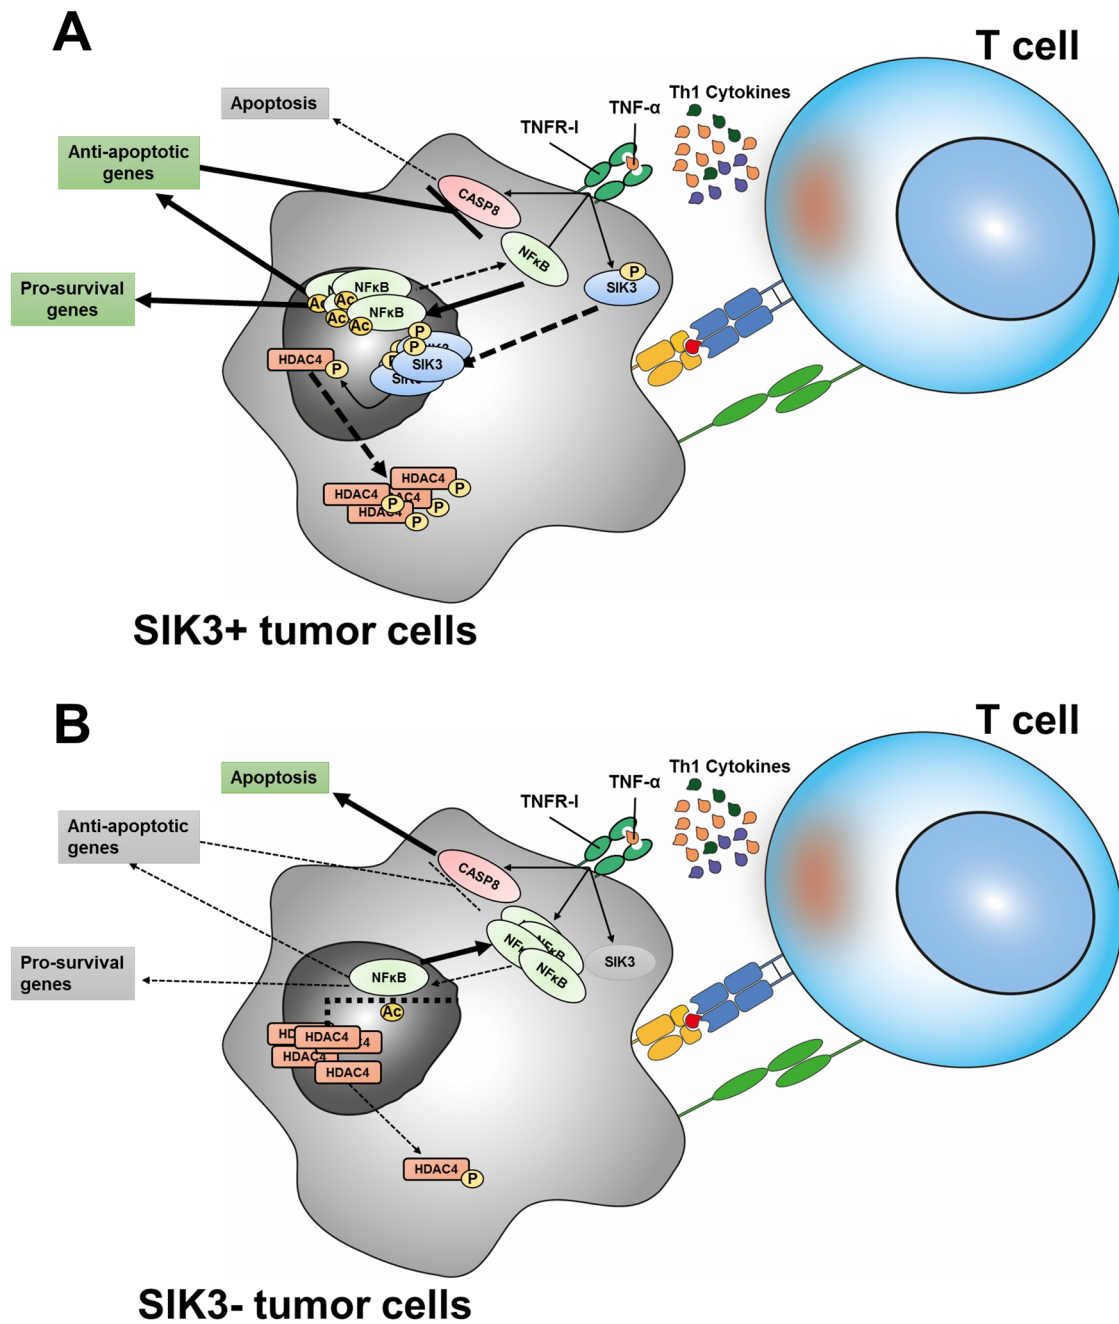 A
T cell
Th1 Cytokines
TNF-α
TNFR-I
Apoptosis
Anti-apoptotic
genes
CASP8
NFκB
SIK3
P
Pro-survival
genes
NFκB
NFκB
Ac
Ac
Ac
Ac
P
P
P
SIK3
HDAC4
P
HDAC4
HDAC4
P
P
P
P
HDAC4
SIK3+ tumor cells
B
T cell
Th1 Cytokines
TNF-α
TNFR-I
Apoptosis
Anti-apoptotic
genes
CASP8
NFκB
NFκB
SIK3
Pro-survival
genes
NFκB
Ac
HDAC4
HDAC4
HDAC4
HDAC4
P
SIK3- tumor cells